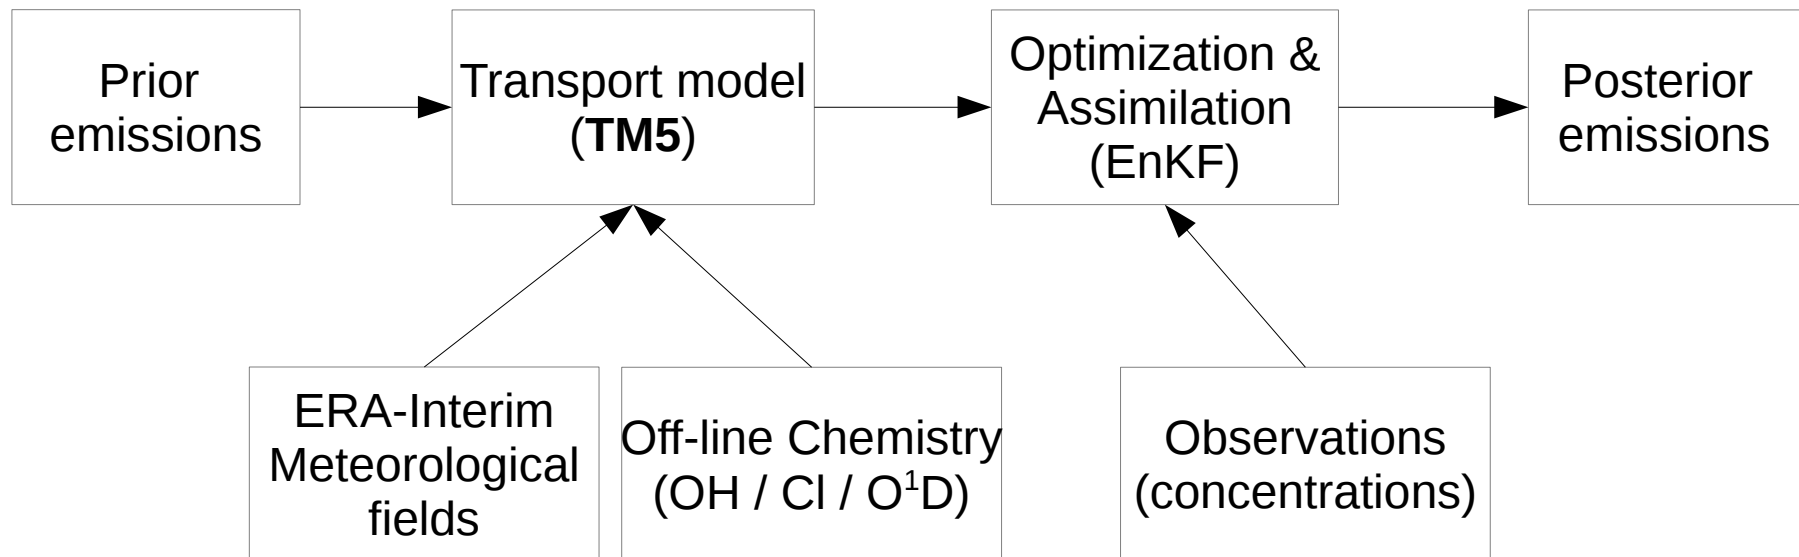 Prior
emissions
Transport model
(TM5)
Optimization &
Assimilation
(EnKF)
Posterior
emissions
ERA-Interim
Meteorological
fields
Off-line Chemistry
(OH / Cl / O¹D)
Observations
(concentrations)